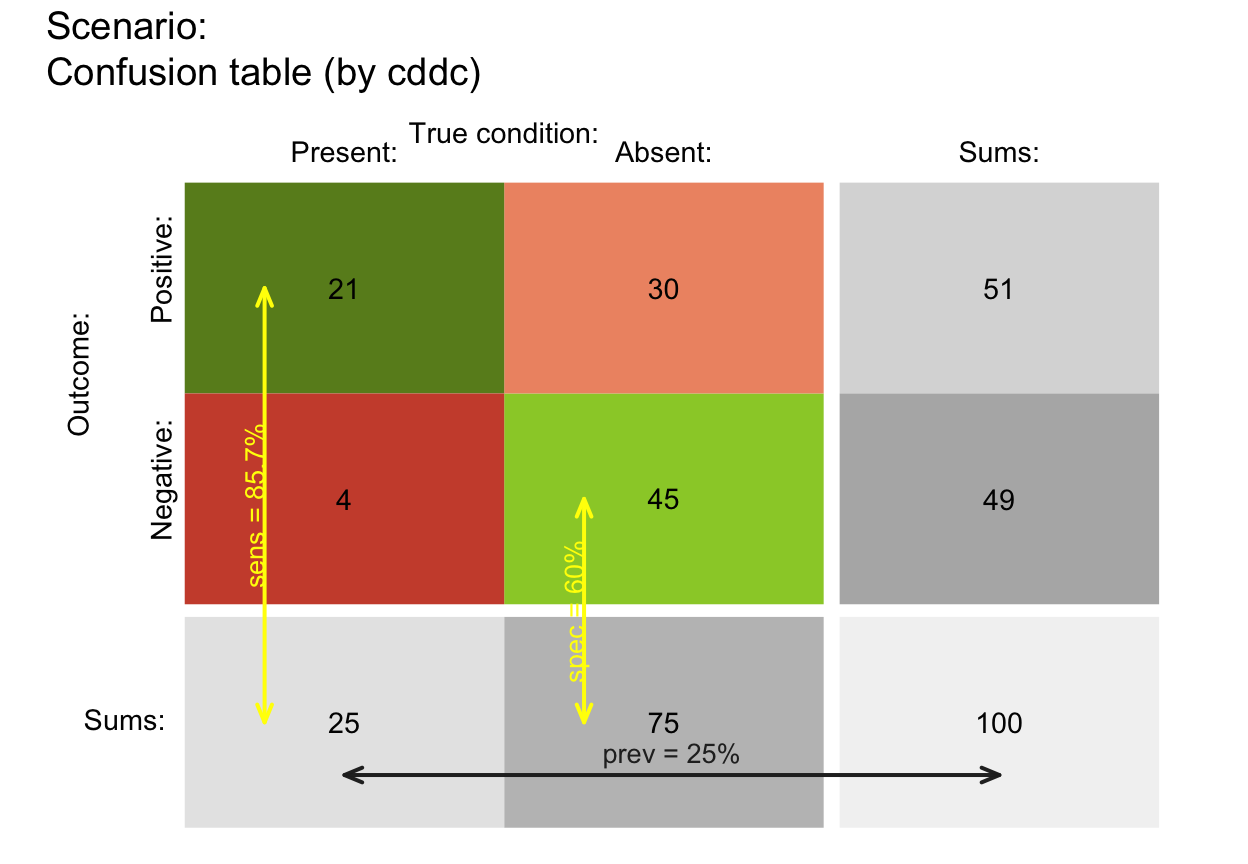 Scenario:
Confusion table (by cddc)
True condition:
Present:
Absent:
Sums:
Outcome:
Positive:
21
30
51
Negative:
4
45
49
sens = 85.7%
spec = 60%
Sums:
25
75
100
prev = 25%